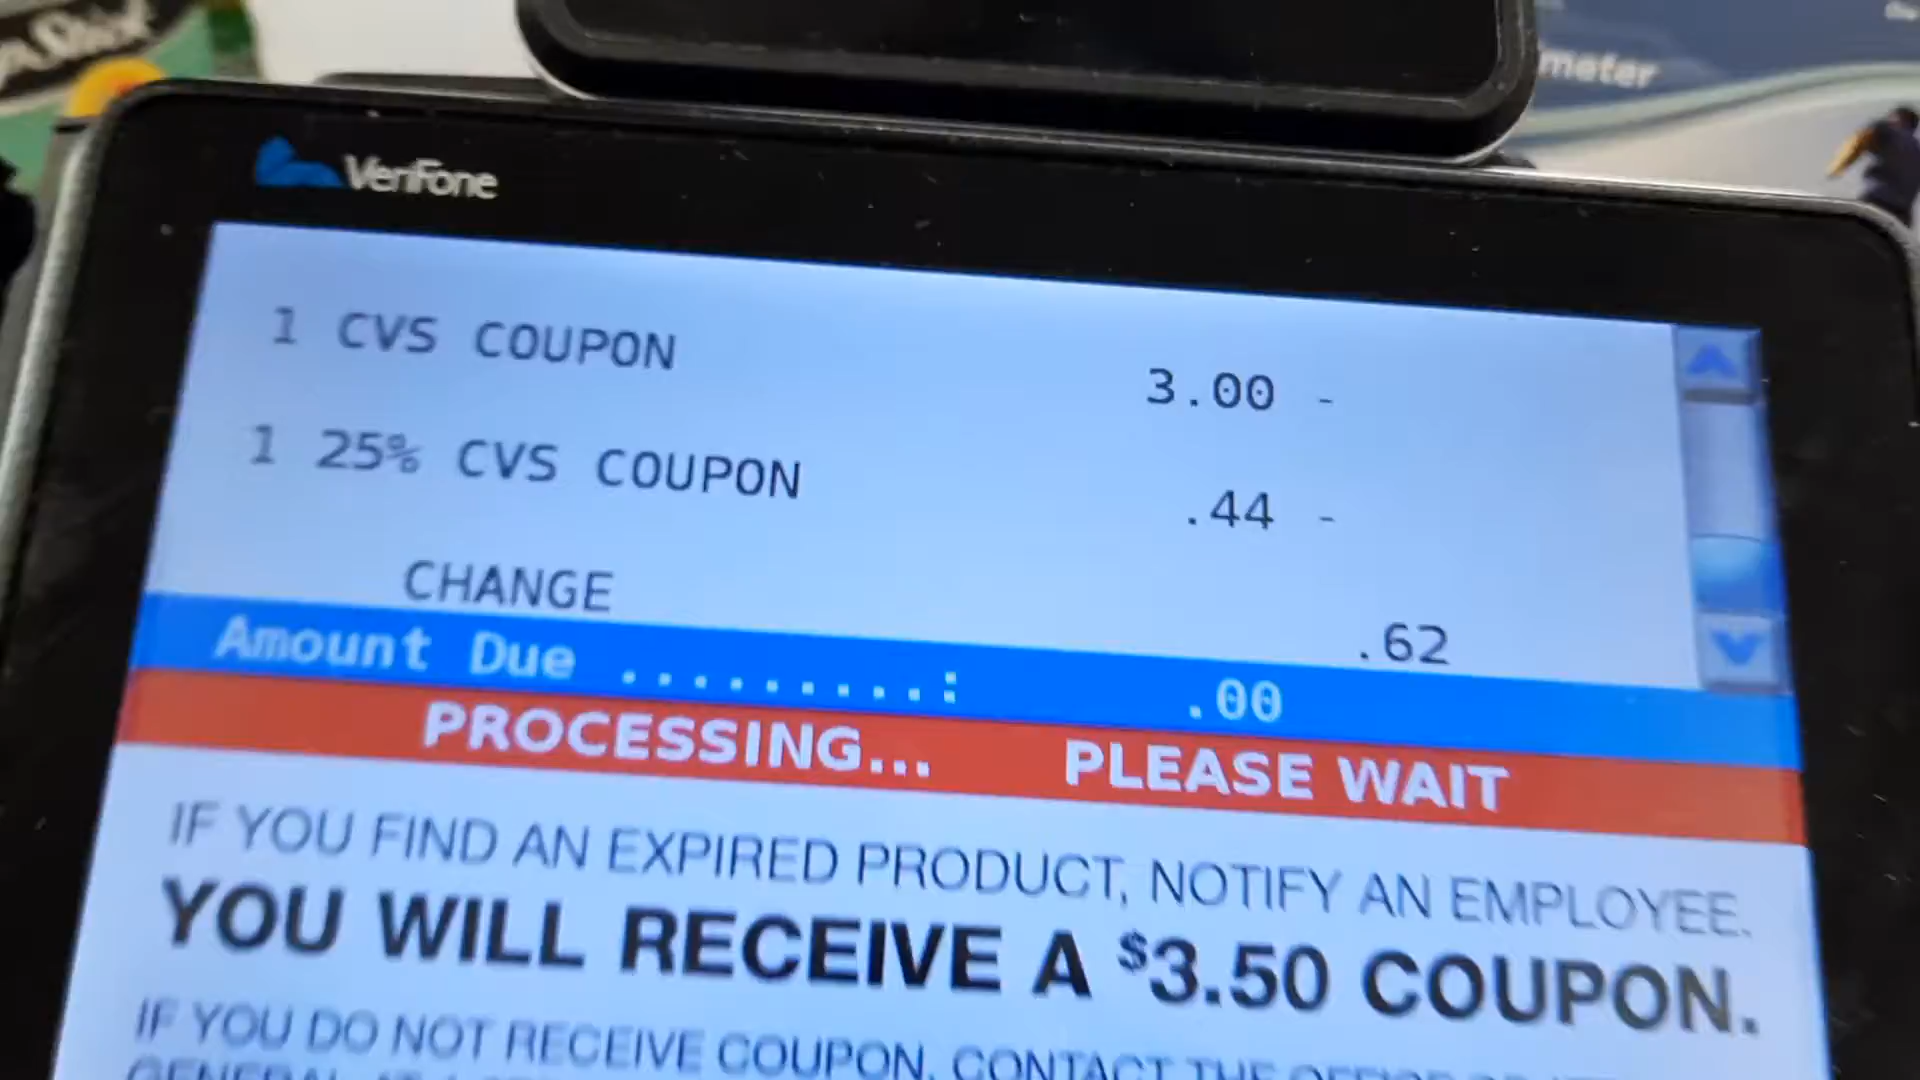 meter
VeriFone
1 CVS COUPON
3.00 -
1 25% CVS COUPON
.44 -
CHANGE
.62
Amount Due .........: .00
PROCESSING... PLEASE WAIT
IF YOU FIND AN EXPIRED PRODUCT, NOTIFY AN EMPLOYEE.
YOU WILL RECEIVE A $3.50 COUPON.
IF YOU DO NOT RECEIVE COUPON, CONTACT THE OFFICE
GENERAL